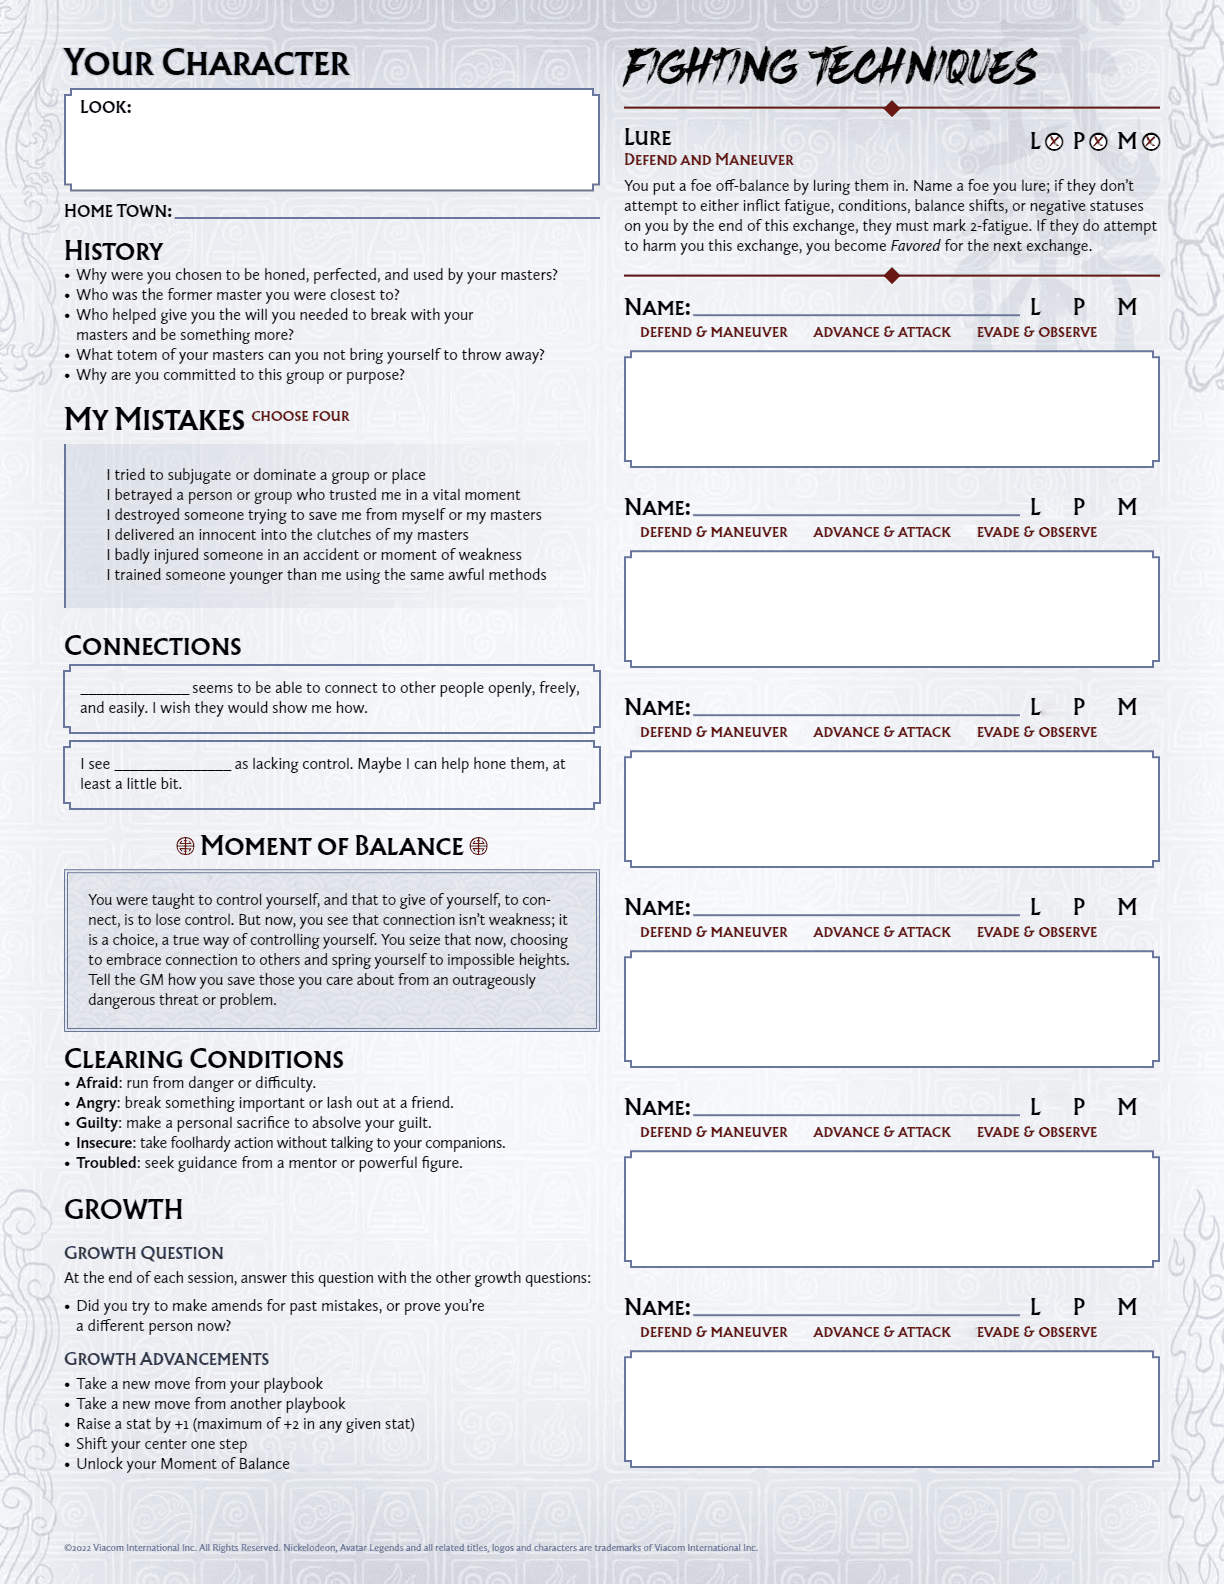 Your Character
Look:
Home Town:
History
• Why were you chosen to be honed, perfected, and used by your masters?
• Who was the former master you were closest to?
• Who helped give you the will you needed to break with your
masters and be something more?
• What totem of your masters can you not bring yourself to throw away?
• Why are you committed to this group or purpose?
My Mistakes choose four
I tried to subjugate or dominate a group or place
I betrayed a person or group who trusted me in a vital moment
I destroyed someone trying to save me from myself or my masters
I delivered an innocent into the clutches of my masters
I badly injured someone in an accident or moment of weakness
I trained someone younger than me using the same awful methods
Connections
______________ seems to be able to connect to other people openly, freely,
and easily. I wish they would show me how.
I see _______________ as lacking control. Maybe I can help hone them, at
least a little bit.
Moment of Balance
You were taught to control yourself, and that to give of yourself, to con-
nect, is to lose control. But now, you see that connection isn't weakness; it
is a choice, a true way of controlling yourself. You seize that now, choosing
to embrace connection to others and spring yourself to impossible heights.
Tell the GM how you save those you care about from an outrageously
dangerous threat or problem.
Clearing Conditions
• Afraid: run from danger or difficulty.
• Angry: break something important or lash out at a friend.
• Guilty: make a personal sacrifice to absolve your guilt.
• Insecure: take foolhardy action without talking to your companions.
• Troubled: seek guidance from a mentor or powerful figure.
GROWTH
Growth Question
At the end of each session, answer this question with the other growth questions:
• Did you try to make amends for past mistakes, or prove you're
a different person now?
Growth Advancements
• Take a new move from your playbook
• Take a new move from another playbook
• Raise a stat by +1 (maximum of +2 in any given stat)
• Shift your center one step
• Unlock your Moment of Balance
FIGHTING TECHNIQUES
Lure L P M
Defend and Maneuver
You put a foe off-balance by luring them in. Name a foe you lure; if they don't
attempt to either inflict fatigue, conditions, balance shifts, or negative statuses
on you by the end of this exchange, they must mark 2-fatigue. If they do attempt
to harm you this exchange, you become Favored for the next exchange.
Name: L P M
DEFEND & MANEUVER ADVANCE & ATTACK EVADE & OBSERVE
Name: L P M
DEFEND & MANEUVER ADVANCE & ATTACK EVADE & OBSERVE
Name: L P M
DEFEND & MANEUVER ADVANCE & ATTACK EVADE & OBSERVE
Name: L P M
DEFEND & MANEUVER ADVANCE & ATTACK EVADE & OBSERVE
Name: L P M
DEFEND & MANEUVER ADVANCE & ATTACK EVADE & OBSERVE
Name: L P M
DEFEND & MANEUVER ADVANCE & ATTACK EVADE & OBSERVE
©2022 Viacom International Inc. All Rights Reserved. Nickelodeon, Avatar Legends and all related titles, logos and characters are trademarks of Viacom International Inc.